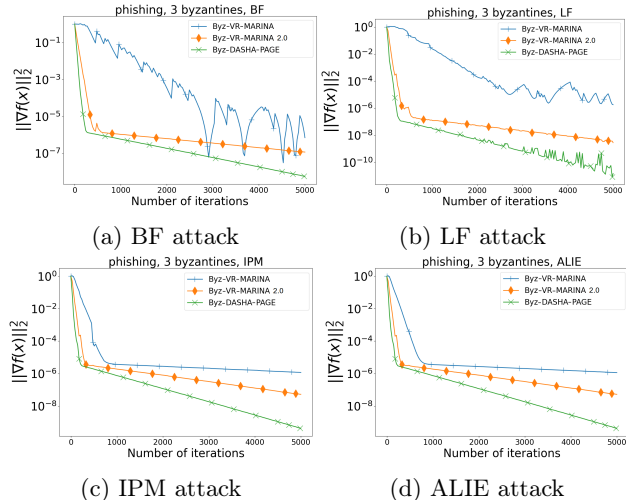 phishing, 3 byzantines, BF
Byz-VR-MARINA
Byz-VR-MARINA 2.0
Byz-DASHA-PAGE
||∇f(x)||₂²
10⁻¹
10⁻³
10⁻⁵
10⁻⁷
0 1000 2000 3000 4000 5000
Number of iterations
(a) BF attack
phishing, 3 byzantines, LF
Byz-VR-MARINA
Byz-VR-MARINA 2.0
Byz-DASHA-PAGE
||∇f(x)||₂²
10⁰
10⁻²
10⁻⁴
10⁻⁶
10⁻⁸
10⁻¹⁰
0 1000 2000 3000 4000 5000
Number of iterations
(b) LF attack
phishing, 3 byzantines, IPM
Byz-VR-MARINA
Byz-VR-MARINA 2.0
Byz-DASHA-PAGE
||∇f(x)||₂²
10⁰
10⁻²
10⁻⁴
10⁻⁶
10⁻⁸
0 1000 2000 3000 4000 5000
Number of iterations
(c) IPM attack
phishing, 3 byzantines, ALIE
Byz-VR-MARINA
Byz-VR-MARINA 2.0
Byz-DASHA-PAGE
||∇f(x)||₂²
10⁰
10⁻²
10⁻⁴
10⁻⁶
10⁻⁸
0 1000 2000 3000 4000 5000
Number of iterations
(d) ALIE attack